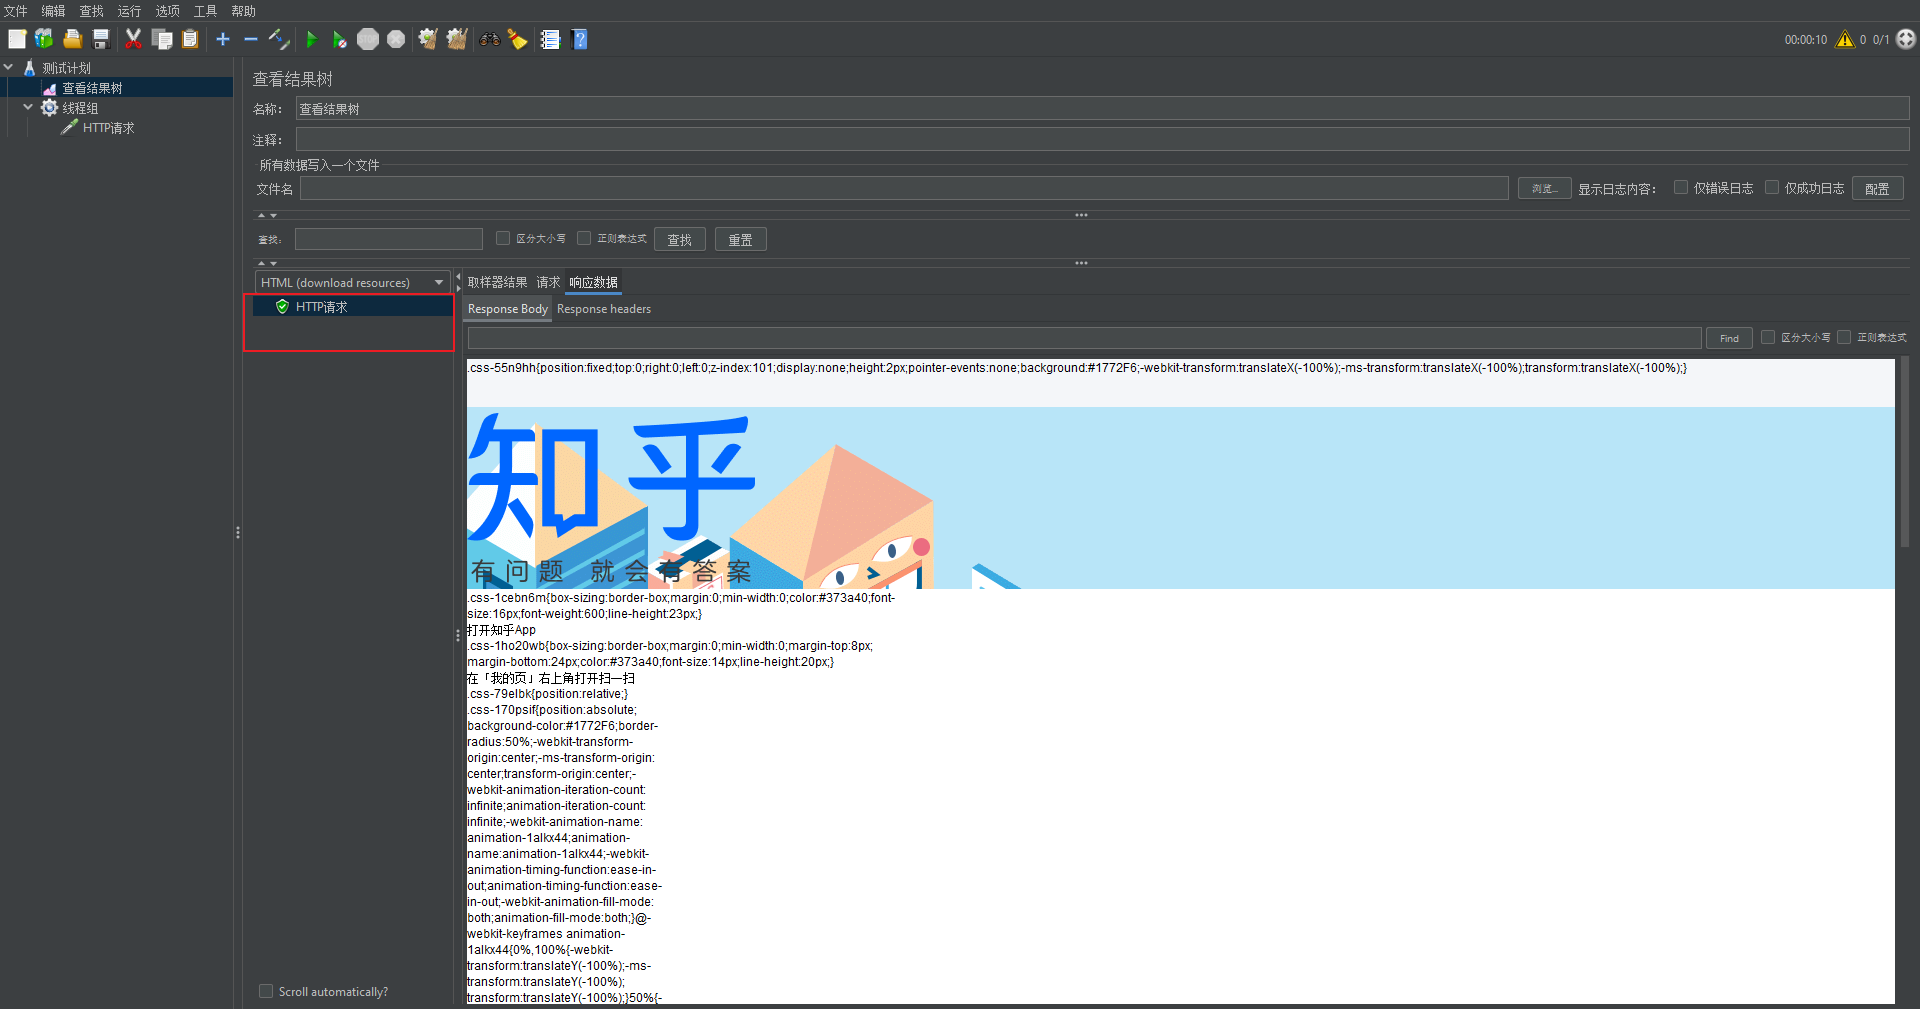 文件 编辑 查找 运行 选项 工具 帮助
00:00:10 0 0/1
测试计划
查看结果树
线程组
HTTP请求
查看结果树
名称： 查看结果树
注释：
所有数据写入一个文件
文件名 浏览... 显示日志内容： 仅错误日志 仅成功日志 配置
查找： 区分大小写 正则表达式 查找 重置
HTML (download resources)
HTTP请求
取样器结果 请求 响应数据
Response Body Response headers
Find 区分大小写 正则表达式
.css-55n9hh{position:fixed;top:0;right:0;left:0;z-index:101;display:none;height:2px;pointer-events:none;background:#1772F6;-webkit-transform:translateX(-100%);-ms-transform:translateX(-100%);transform:translateX(-100%);}
知乎
有问题 就会有答案
.css-1cebn6m{box-sizing:border-box;margin:0;min-width:0;color:#373a40;font-
size:16px;font-weight:600;line-height:23px;}
打开知乎App
.css-1ho20wb{box-sizing:border-box;margin:0;min-width:0;margin-top:8px;
margin-bottom:24px;color:#373a40;font-size:14px;line-height:20px;}
在「我的页」右上角打开扫一扫
.css-79elbk{position:relative;}
.css-170psif{position:absolute;
background-color:#1772F6;border-
radius:50%;-webkit-transform-
origin:center;-ms-transform-origin:
center;transform-origin:center;-
webkit-animation-iteration-count:
infinite;animation-iteration-count:
infinite;-webkit-animation-name:
animation-1alkx44;animation-
name:animation-1alkx44;-webkit-
animation-timing-function:ease-in-
out;animation-timing-function:ease-
in-out;-webkit-animation-fill-mode:
both;animation-fill-mode:both;}@-
webkit-keyframes animation-
1alkx44{0%,100%{-webkit-
transform:translateY(-100%);-ms-
transform:translateY(-100%);
transform:translateY(-100%);}50%{-
Scroll automatically?